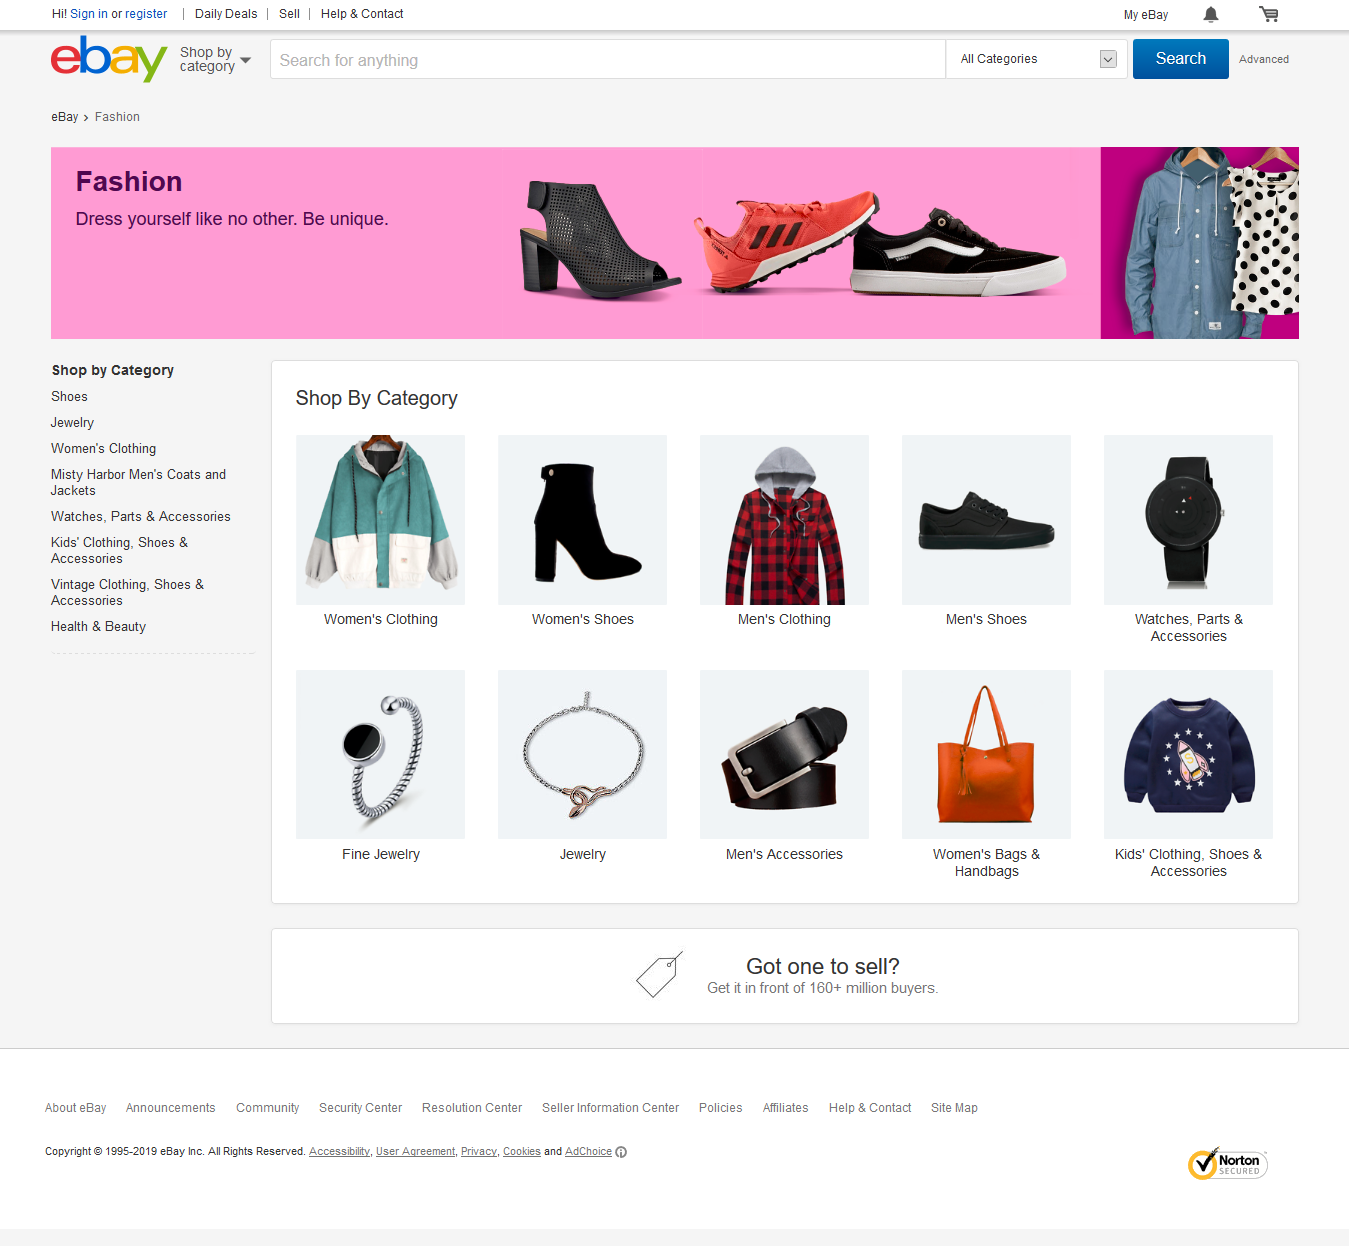 Hi! Sign in or register | Daily Deals | Sell | Help & Contact
My eBay
ebay
Shop by
category
Search for anything
All Categories
Search
Advanced
eBay > Fashion
Fashion
Dress yourself like no other. Be unique.
Shop by Category
Shoes
Jewelry
Women's Clothing
Misty Harbor Men's Coats and
Jackets
Watches, Parts & Accessories
Kids' Clothing, Shoes &
Accessories
Vintage Clothing, Shoes &
Accessories
Health & Beauty
Shop By Category
Women's Clothing
Women's Shoes
Men's Clothing
Men's Shoes
Watches, Parts &
Accessories
Fine Jewelry
Jewelry
Men's Accessories
Women's Bags &
Handbags
Kids' Clothing, Shoes &
Accessories
Got one to sell?
Get it in front of 160+ million buyers.
About eBay Announcements Community Security Center Resolution Center Seller Information Center Policies Affiliates Help & Contact Site Map
Copyright © 1995-2019 eBay Inc. All Rights Reserved. Accessibility, User Agreement, Privacy, Cookies and AdChoice
Norton
SECURED